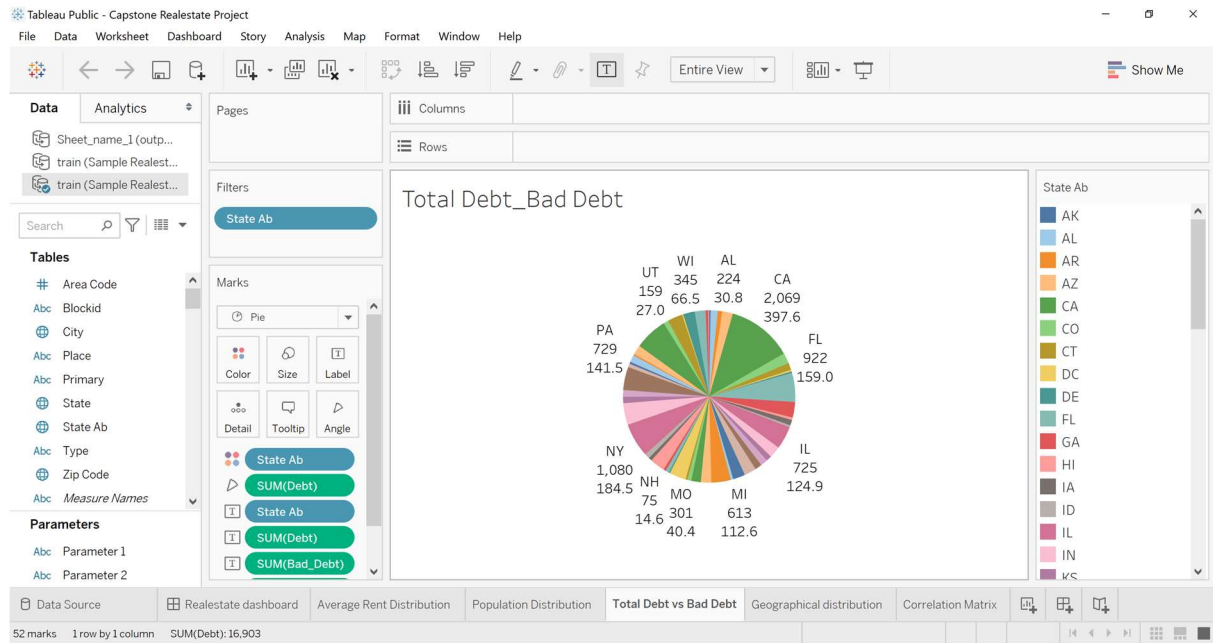 Tableau Public - Capstone Realestate Project
File Data Worksheet Dashboard Story Analysis Map Format Window Help
Entire View
Show Me
Data
Analytics
Sheet_name_1 (outp...
train (Sample Realest...
train (Sample Realest...
Search
Tables
# Area Code
Abc Blockid
City
Abc Place
Abc Primary
State
State Ab
Abc Type
Zip Code
Abc Measure Names
Parameters
Abc Parameter 1
Abc Parameter 2
Pages
Filters
State Ab
Marks
Pie
Color Size Label
Detail Tooltip Angle
State Ab
SUM(Debt)
State Ab
SUM(Debt)
SUM(Bad_Debt)
Columns
Rows
Total Debt_Bad Debt
UT
159
27.0
WI
345
66.5
AL
224
30.8
CA
2,069
397.6
FL
922
159.0
PA
729
141.5
IL
725
124.9
NY
1,080
184.5
NH
75
14.6
MO
301
40.4
MI
613
112.6
State Ab
AK
AL
AR
AZ
CA
CO
CT
DC
DE
FL
GA
HI
IA
ID
IL
IN
KS
Data Source Realestate dashboard Average Rent Distribution Population Distribution Total Debt vs Bad Debt Geographical distribution Correlation Matrix
52 marks 1 row by 1 column SUM(Debt): 16,903